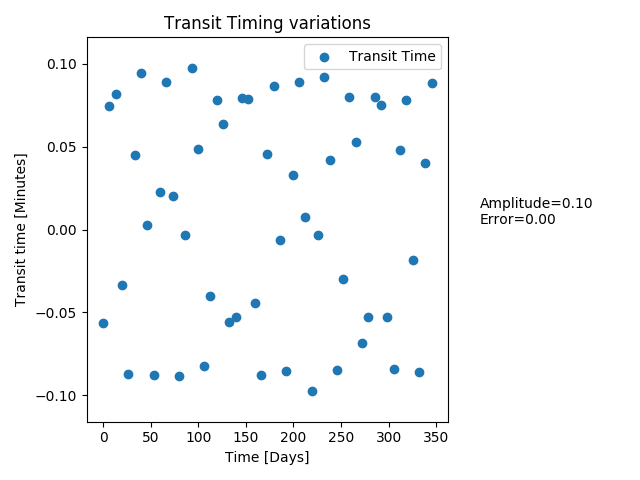 Transit Timing variations
Transit Time
0.10
0.05
0.00
−0.05
−0.10
Transit time [Minutes]
0 50 100 150 200 250 300 350
Time [Days]
Amplitude=0.10
Error=0.00